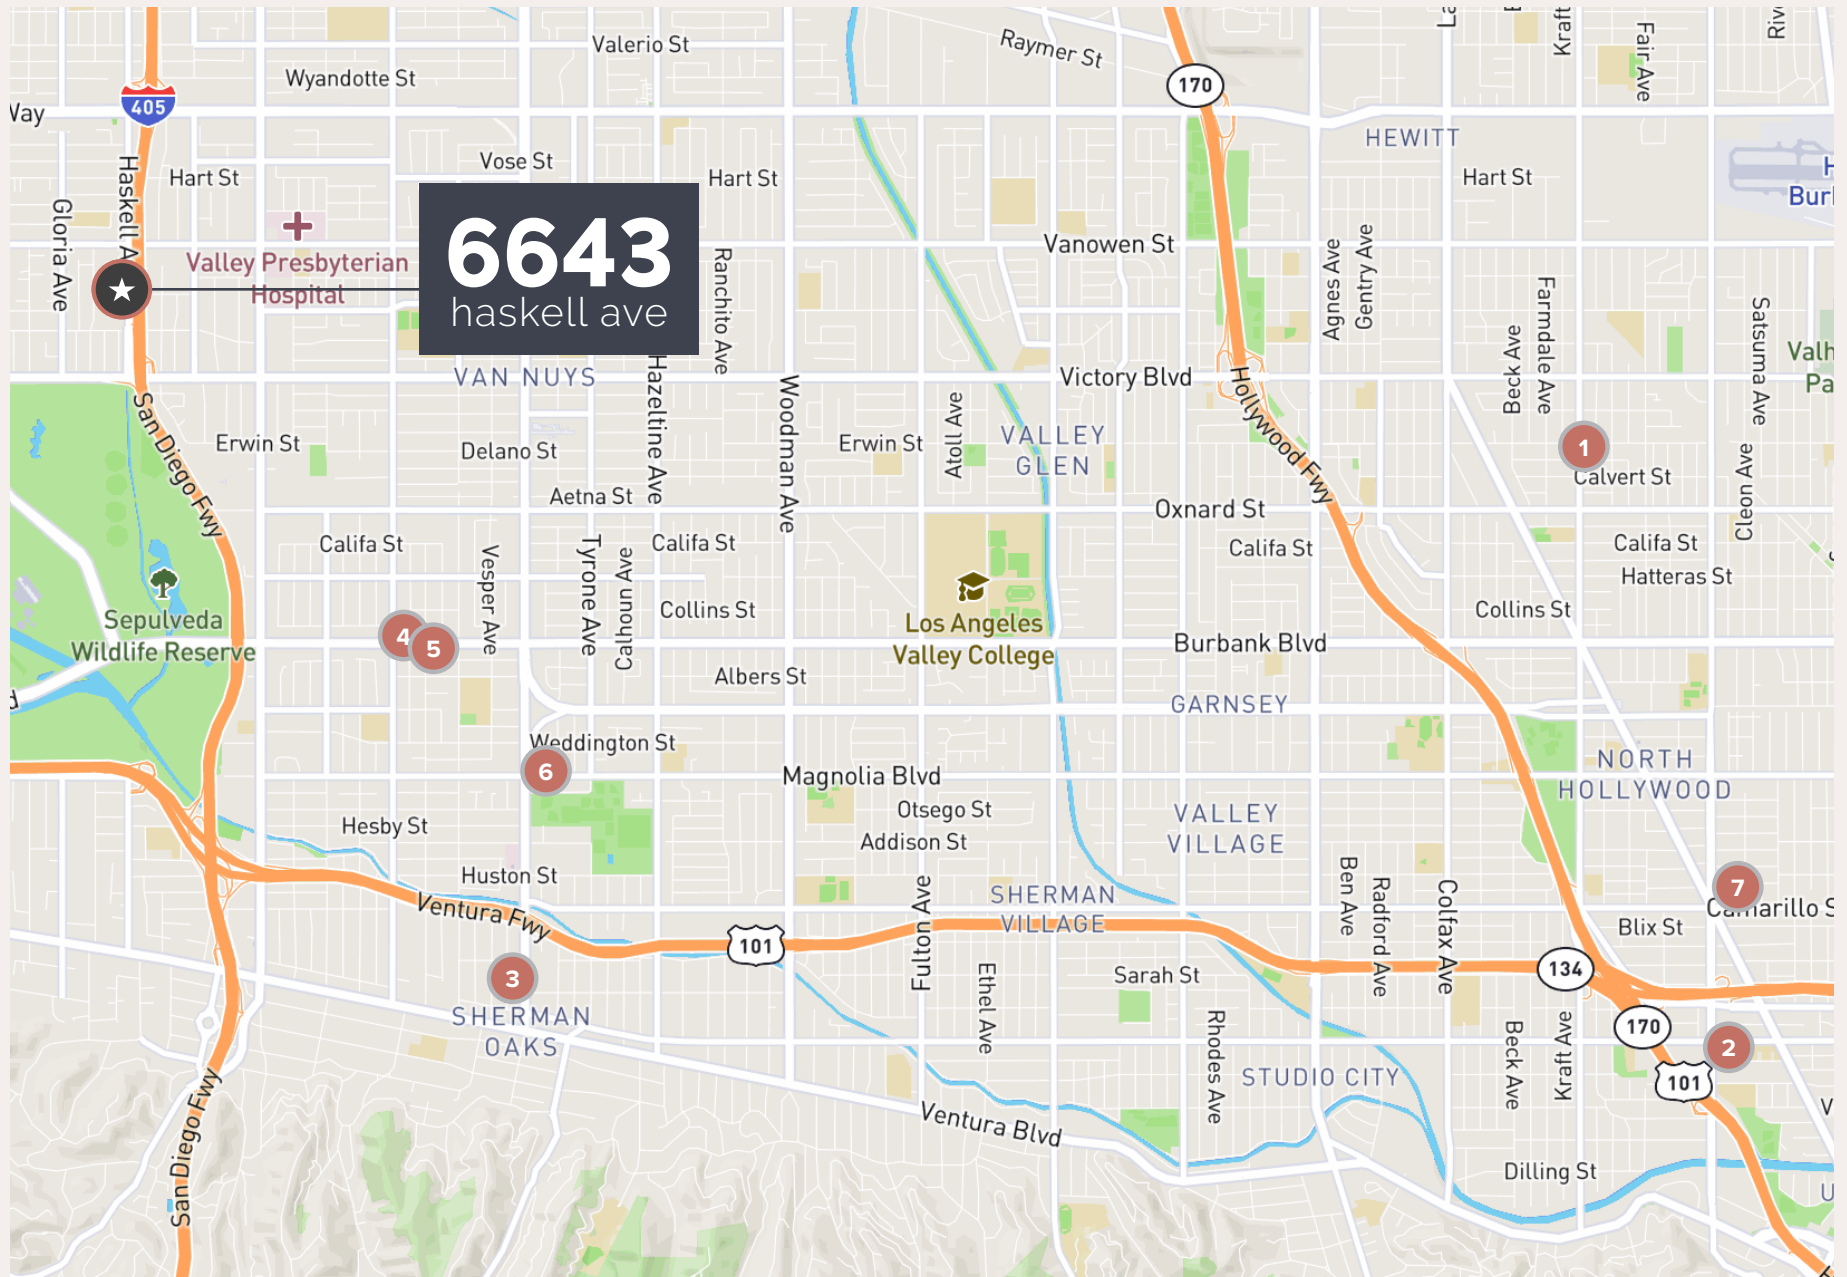 Valerio St
Raymer St
Kraft
Fair Ave
Riv
170
Wyandotte St
405
Way
HEWITT
Haskell A
Vose St
Hart St
Hart St
Hart St
Burl
Gloria Ave
6643
haskell ave
Valley Presbyterian
Hospital
Ranchito Ave
Vanowen St
Agnes Ave
Gentry Ave
Farmdale Ave
Beck Ave
Satsuma Ave
Valh
Pa
VAN NUYS
Hazeltine Ave
Woodman Ave
Victory Blvd
Hollywood Fwy
San Diego Fwy
Erwin St
Delano St
Erwin St
Atoll Ave
VALLEY
GLEN
1
Calvert St
Cleon Ave
Aetna St
Oxnard St
Califa St
Califa St
Califa St
Califa St
Vesper Ave
Tyrone Ave
Calhoun Ave
Hatteras St
Sepulveda
Wildlife Reserve
Collins St
Collins St
Los Angeles
Valley College
4
5
Burbank Blvd
Albers St
GARNSEY
Weddington St
6
Magnolia Blvd
NORTH
HOLLYWOOD
Otsego St
Addison St
VALLEY
VILLAGE
Hesby St
Huston St
Ventura Fwy
Fulton Ave
SHERMAN
VILLAGE
Ben Ave
Radford Ave
Colfax Ave
7
Camarillo S
Blix St
101
134
3
SHERMAN
OAKS
Ethel Ave
Sarah St
Rhodes Ave
Beck Ave
Kraft Ave
170
2
101
STUDIO CITY
San Diego Fwy
Ventura Blvd
Dilling St